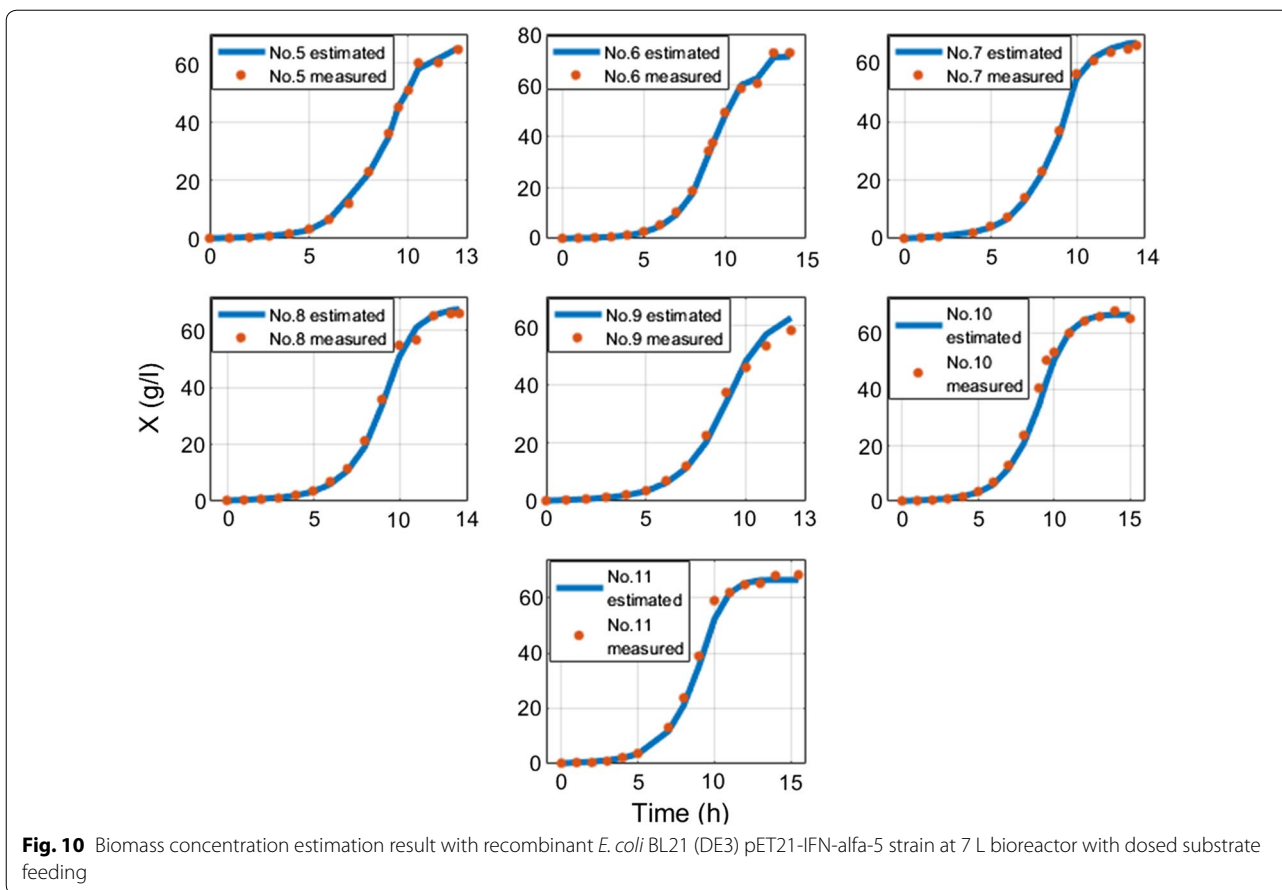 No.5 estimated
No.5 measured
60
40
20
0
0 5 10 13
No.6 estimated
No.6 measured
80
60
40
20
0
0 5 10 15
No.7 estimated
No.7 measured
60
40
20
0
0 5 10 14
No.8 estimated
No.8 measured
60
40
20
0
0 5 10 14
No.9 estimated
No.9 measured
60
40
20
0
0 5 10 13
No.10
estimated
No.10
measured
60
40
20
0
0 5 10 15
X (g/l)
No.11
estimated
No.11
measured
60
40
20
0
0 5 10 15
Time (h)
Fig. 10 Biomass concentration estimation result with recombinant E. coli BL21 (DE3) pET21-IFN-alfa-5 strain at 7 L bioreactor with dosed substrate
feeding